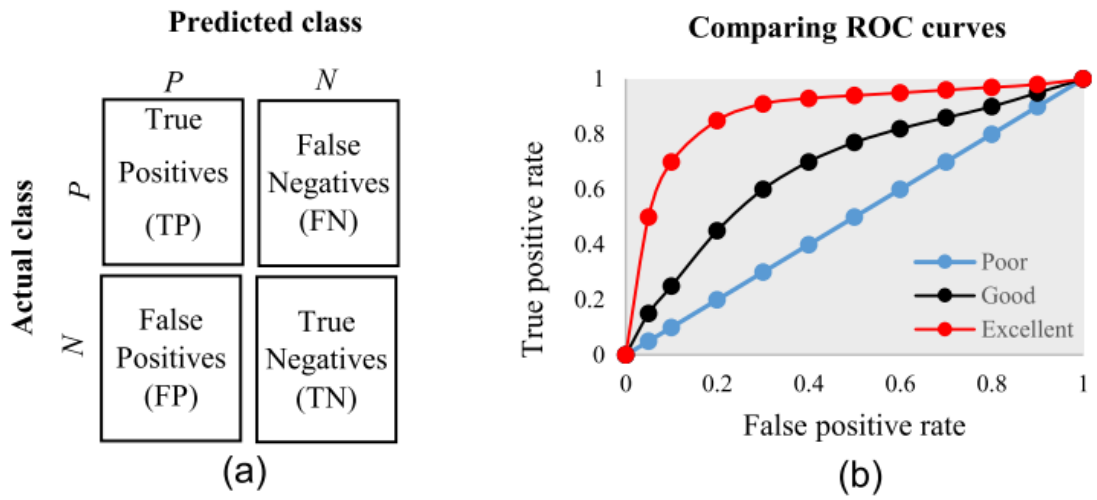 Predicted class
P
N
Actual class
P
N
True
Positives
(TP)
False
Negatives
(FN)
False
Positives
(FP)
True
Negatives
(TN)
(a)
Comparing ROC curves
True positive rate
1
0.8
0.6
0.4
0.2
0
Poor
Good
Excellent
0 0.2 0.4 0.6 0.8 1
False positive rate
(b)